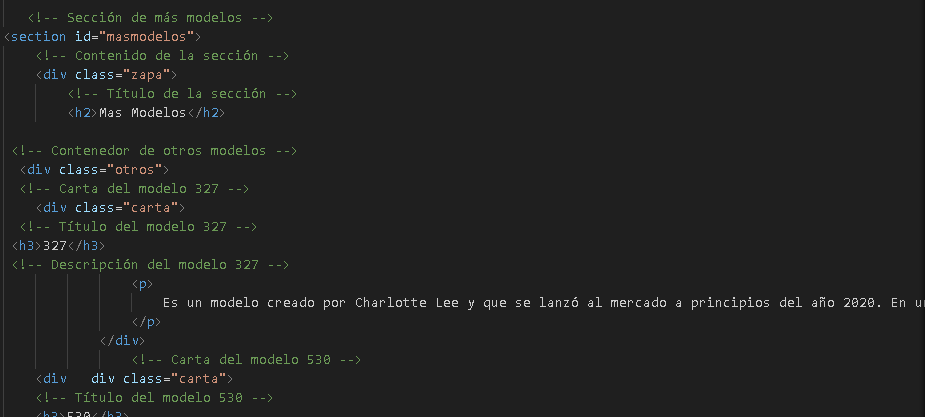 <!-- Sección de más modelos -->
<section id="masmodelos">
<!-- Contenido de la sección -->
<div class="zapa">
<!-- Título de la sección -->
<h2>Mas Modelos</h2>
<!-- Contenedor de otros modelos -->
<div class="otros">
<!-- Carta del modelo 327 -->
<div class="carta">
<!-- Título del modelo 327 -->
<h3>327</h3>
<!-- Descripción del modelo 327 -->
<p>
Es un modelo creado por Charlotte Lee y que se lanzó al mercado a principios del año 2020. En
</p>
</div>
<!-- Carta del modelo 530 -->
<div   div class="carta">
<!-- Título del modelo 530 -->
<h3>530</h3>